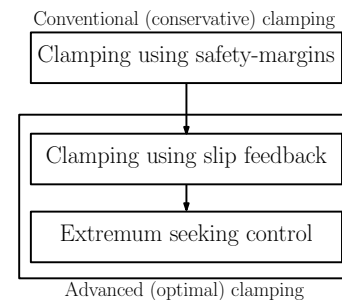 Conventional (conservative) clamping
Clamping using safety-margins
Clamping using slip feedback
Extremum seeking control
Advanced (optimal) clamping